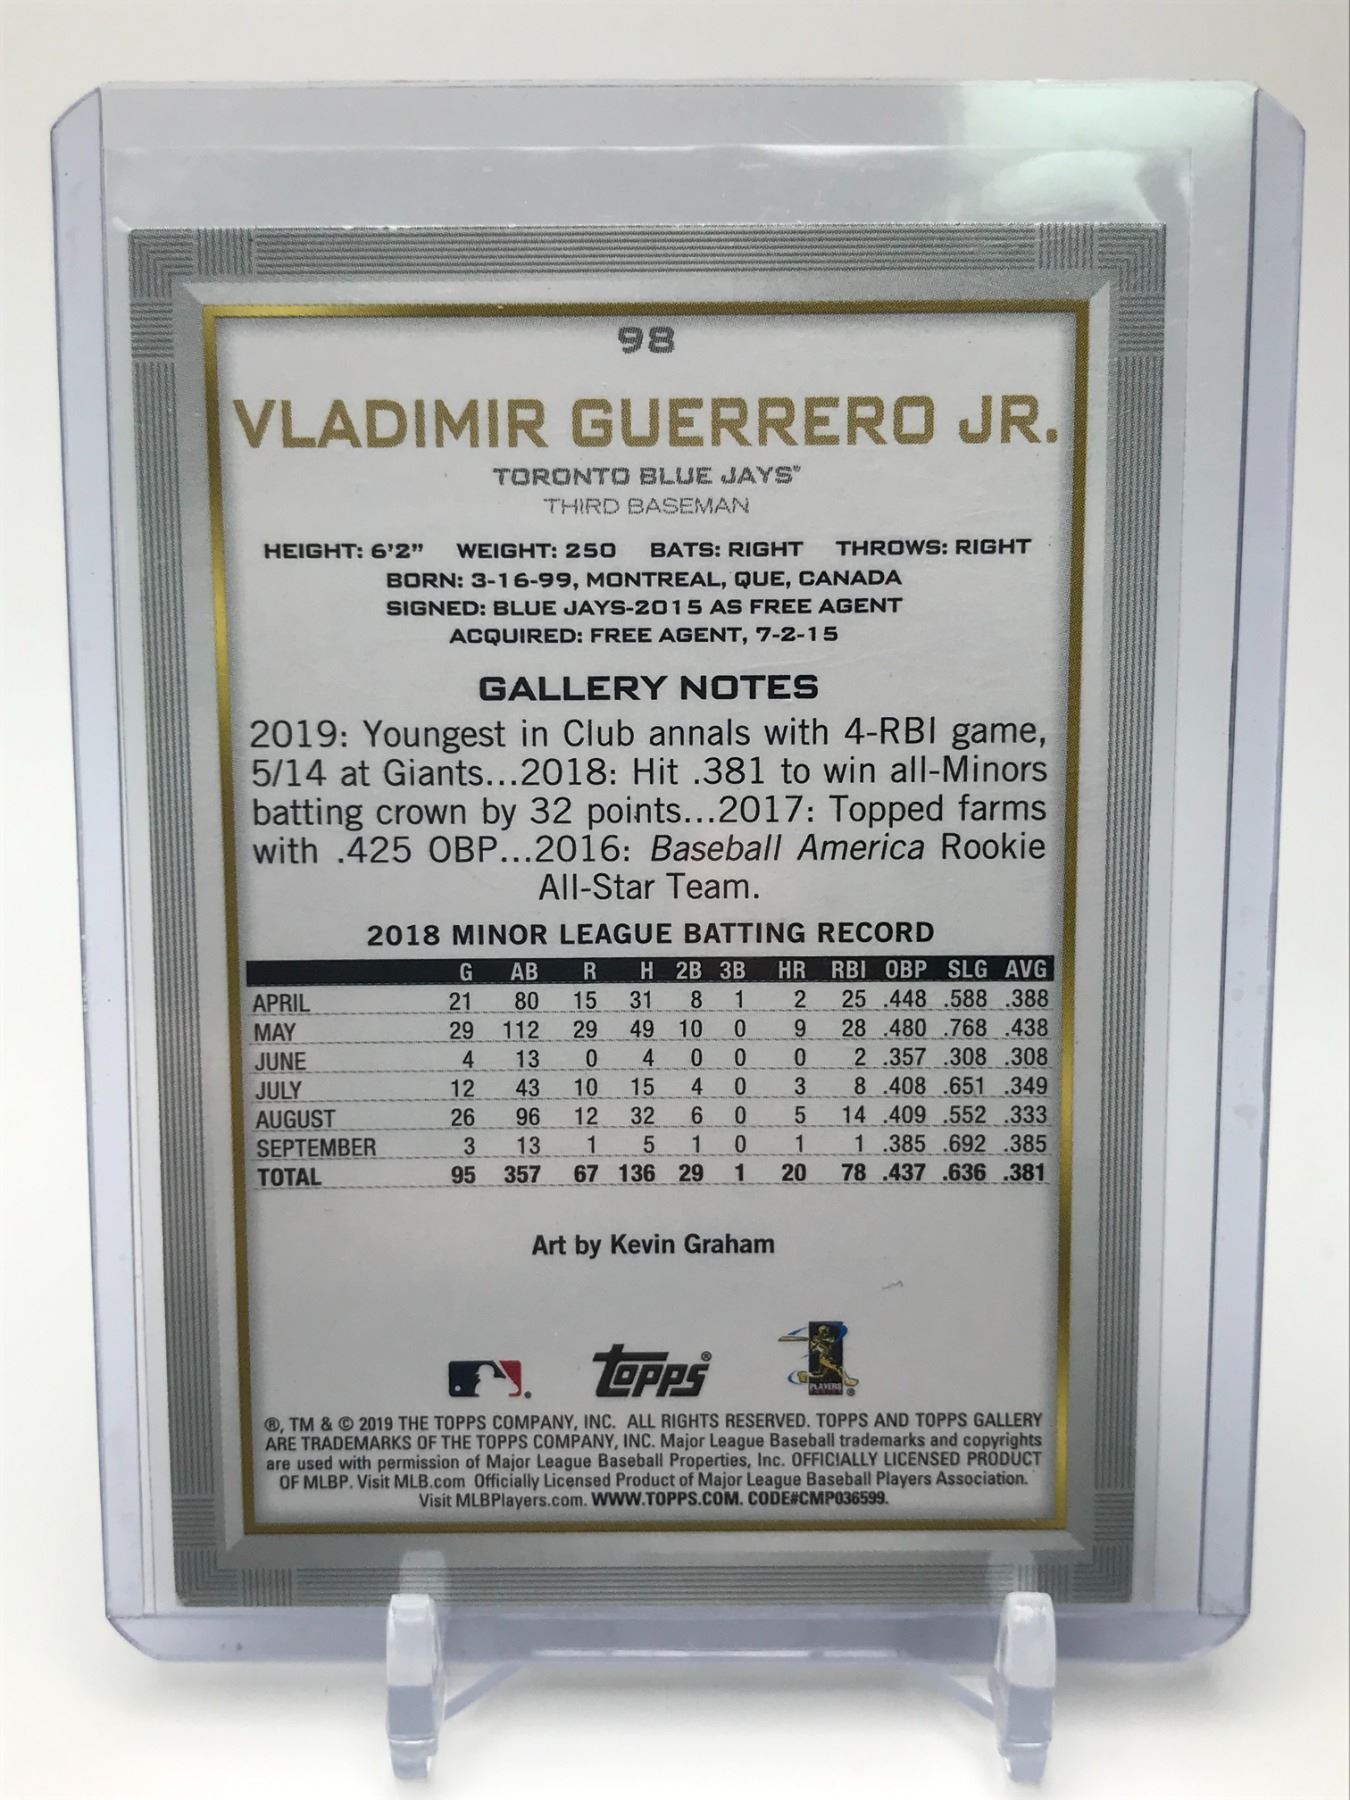 98
VLADIMIR GUERRERO JR.
TORONTO BLUE JAYS™
THIRD BASEMAN
HEIGHT: 6'2" WEIGHT: 250 BATS: RIGHT THROWS: RIGHT
BORN: 3-16-99, MONTREAL, QUE, CANADA
SIGNED: BLUE JAYS-2015 AS FREE AGENT
ACQUIRED: FREE AGENT, 7-2-15
GALLERY NOTES
2019: Youngest in Club annals with 4-RBI game,
5/14 at Giants...2018: Hit .381 to win all-Minors
batting crown by 32 points...2017: Topped farms
with .425 OBP...2016: Baseball America Rookie
All-Star Team.
2018 MINOR LEAGUE BATTING RECORD
G AB R H 2B 3B HR RBI OBP SLG AVG
APRIL 21 80 15 31 8 1 2 25 .448 .588 .388
MAY 29 112 29 49 10 0 9 28 .480 .768 .438
JUNE 4 13 0 4 0 0 0 2 .357 .308 .308
JULY 12 43 10 15 4 0 3 8 .408 .651 .349
AUGUST 26 96 12 32 6 0 5 14 .409 .552 .333
SEPTEMBER 3 13 1 5 1 0 1 1 .385 .692 .385
TOTAL 95 357 67 136 29 1 20 78 .437 .636 .381
Art by Kevin Graham
Topps®
PLAYERS
®, TM & © 2019 THE TOPPS COMPANY, INC. ALL RIGHTS RESERVED. TOPPS AND TOPPS GALLERY
ARE TRADEMARKS OF THE TOPPS COMPANY, INC. Major League Baseball trademarks and copyrights
are used with permission of Major League Baseball Properties, Inc. OFFICIALLY LICENSED PRODUCT
OF MLBP. Visit MLB.com Officially Licensed Product of Major League Baseball Players Association.
Visit MLBPlayers.com. WWW.TOPPS.COM. CODE#CMP036599.